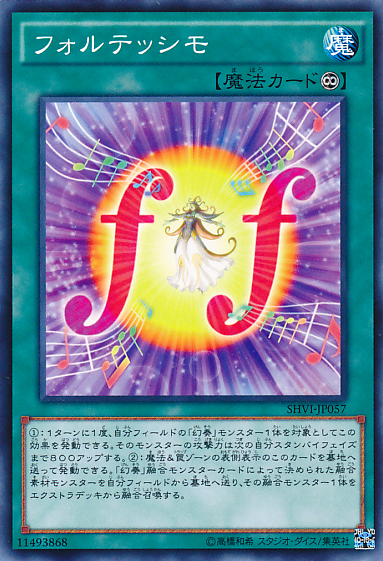 フォルテッシモ
魔
【魔法カード∞】
ff
SHVI-JP057
①：1ターンに1度、自分フィールドの「幻奏」モンスター1体を対象としてこの
効果を発動できる。そのモンスターの攻撃力は次の自分スタンバイフェイズ
まで800アップする。②：魔法&罠ゾーンの表側表示のこのカードを墓地へ
送って発動できる。「幻奏」融合モンスターカードによって決められた融合
素材モンスターを自分フィールドから墓地へ送り、その融合モンスター1体を
エクストラデッキから融合召喚する。
11493868
©高橋和希 スタジオ・ダイス/集英社